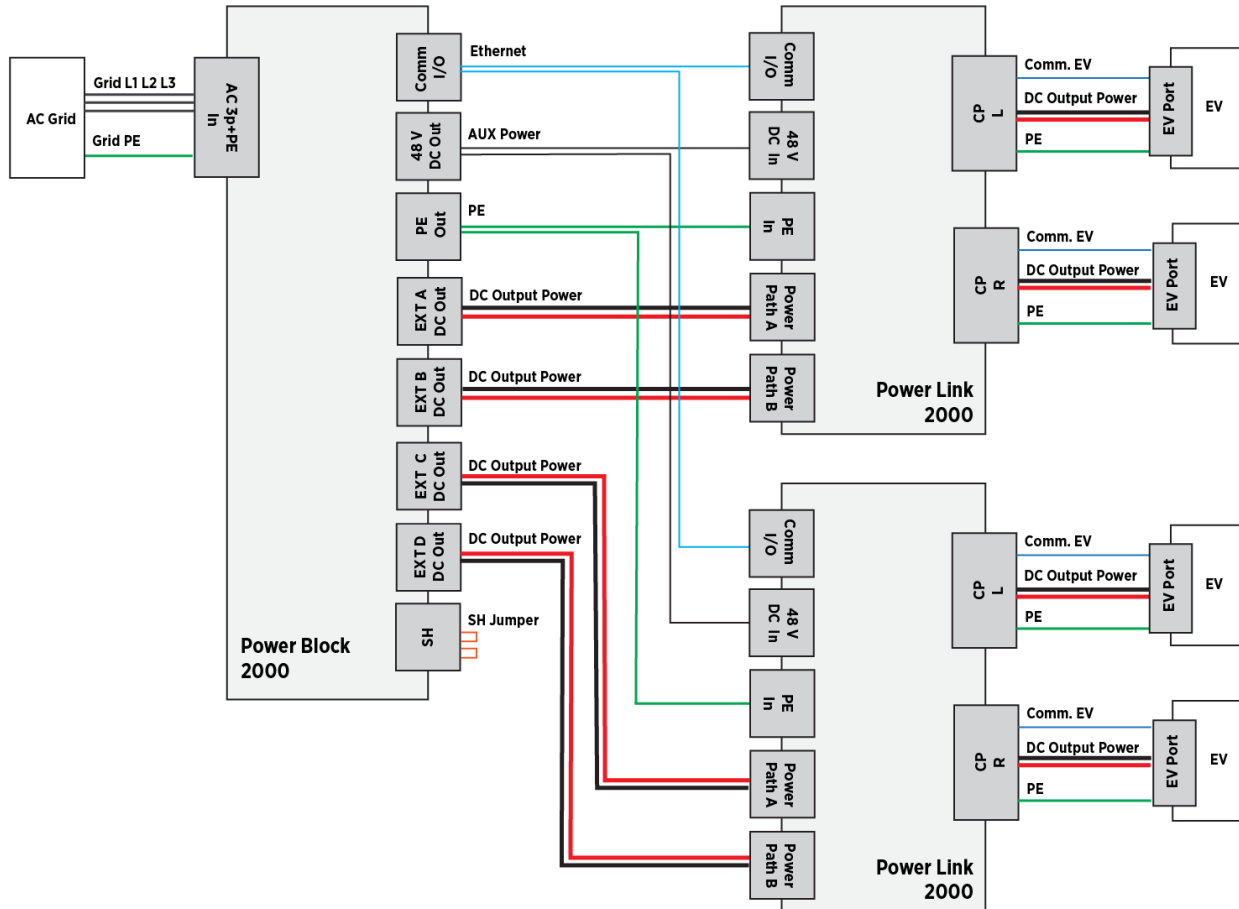 AC Grid
Grid L1 L2 L3
Grid PE
AC 3p+PE
In
Power Block
2000
Comm
I/O
48 V
DC Out
PE
Out
EXT A
DC Out
EXT B
DC Out
EXT C
DC Out
EXT D
DC Out
SH
Ethernet
AUX Power
PE
DC Output Power
DC Output Power
DC Output Power
DC Output Power
SH Jumper
Comm
I/O
48 V
DC In
PE
In
Power
Path A
Power
Path B
Power Link
2000
CP
L
Comm. EV
DC Output Power
PE
EV Port
EV
CP
R
Comm. EV
DC Output Power
PE
EV Port
EV
Comm
I/O
48 V
DC In
PE
In
Power
Path A
Power
Path B
Power Link
2000
CP
L
Comm. EV
DC Output Power
PE
EV Port
EV
CP
R
Comm. EV
DC Output Power
PE
EV Port
EV